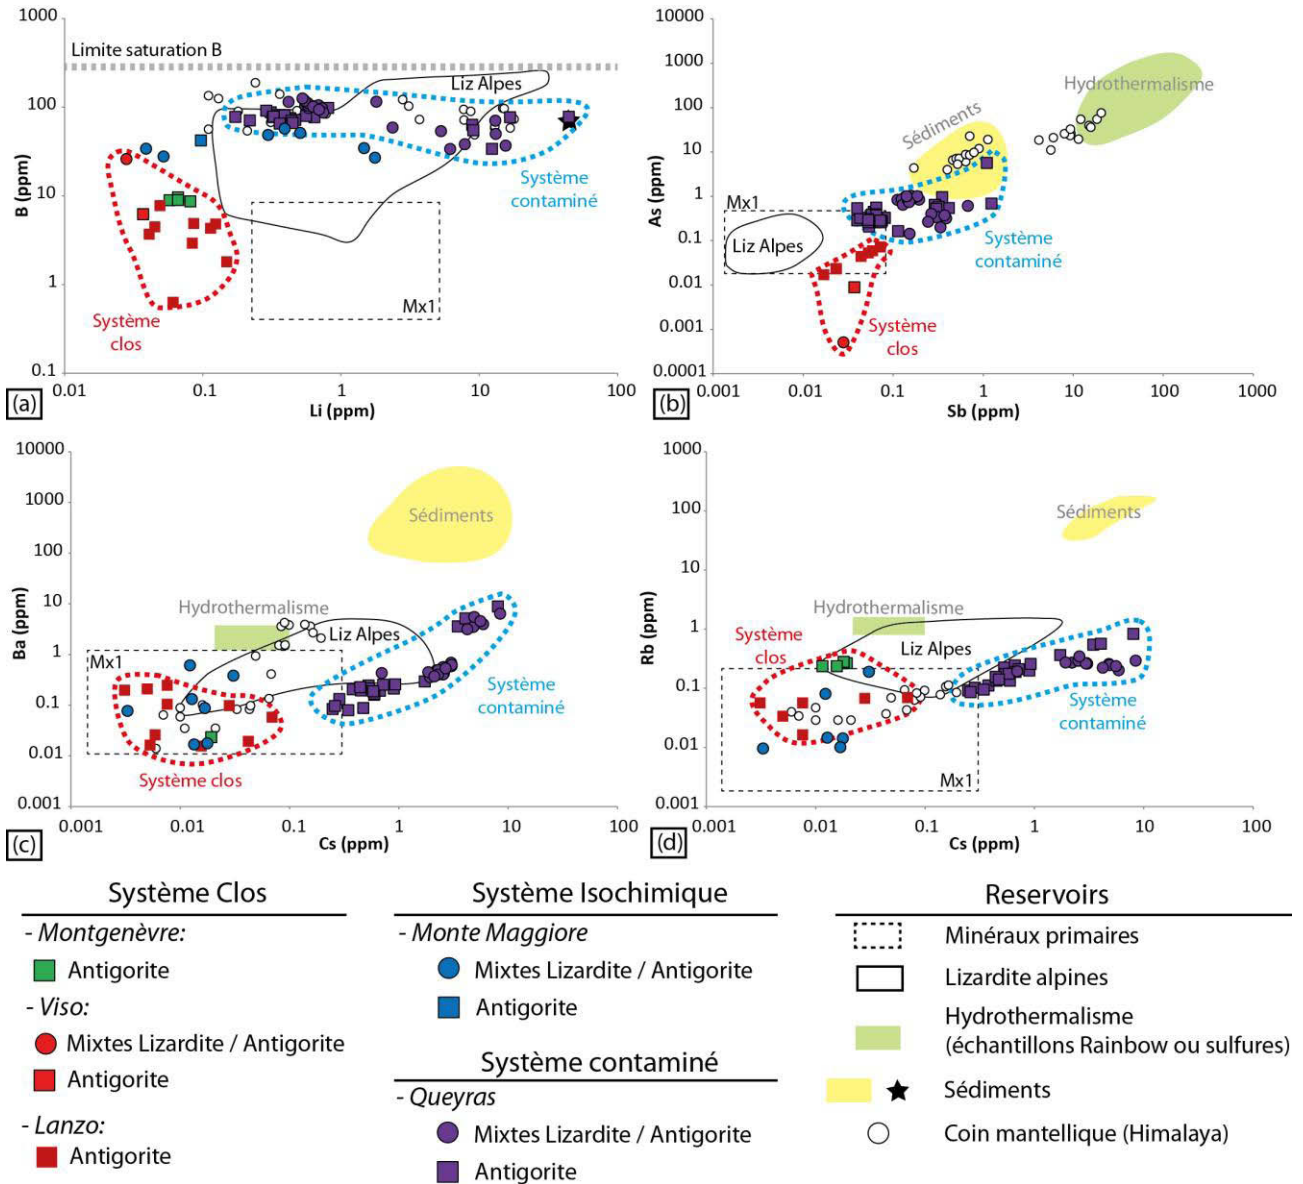 1000
100
10
1
0.1
B (ppm)
Limite saturation B
Liz Alpes
Système
contaminé
Mx1
Système
clos
0.01
0.1
1
10
100
Li (ppm)
(a)
10000
1000
100
10
1
0.1
0.01
0.001
0.0001
As (ppm)
Hydrothermalisme
Sédiments
Mx1
Liz Alpes
Système
contaminé
Système
clos
0.001
0.01
0.1
1
10
100
1000
Sb (ppm)
(b)
10000
1000
100
10
1
0.1
0.01
0.001
Ba (ppm)
Sédiments
Hydrothermalisme
Liz Alpes
Mx1
Système
contaminé
Système clos
0.001
0.01
0.1
1
10
100
Cs (ppm)
(c)
1000
100
10
1
0.1
0.01
0.001
Rb (ppm)
Sédiments
Hydrothermalisme
Système
clos
Liz Alpes
Système
contaminé
Mx1
0.001
0.01
0.1
1
10
100
Cs (ppm)
(d)
Système Clos
- Montgenèvre:
Antigorite
- Viso:
Mixtes Lizardite / Antigorite
Antigorite
- Lanzo:
Antigorite
Système Isochimique
- Monte Maggiore
Mixtes Lizardite / Antigorite
Antigorite
Système contaminé
- Queyras
Mixtes Lizardite / Antigorite
Antigorite
Reservoirs
Minéraux primaires
Lizardite alpines
Hydrothermalisme
(échantillons Rainbow ou sulfures)
Sédiments
Coin mantellique (Himalaya)